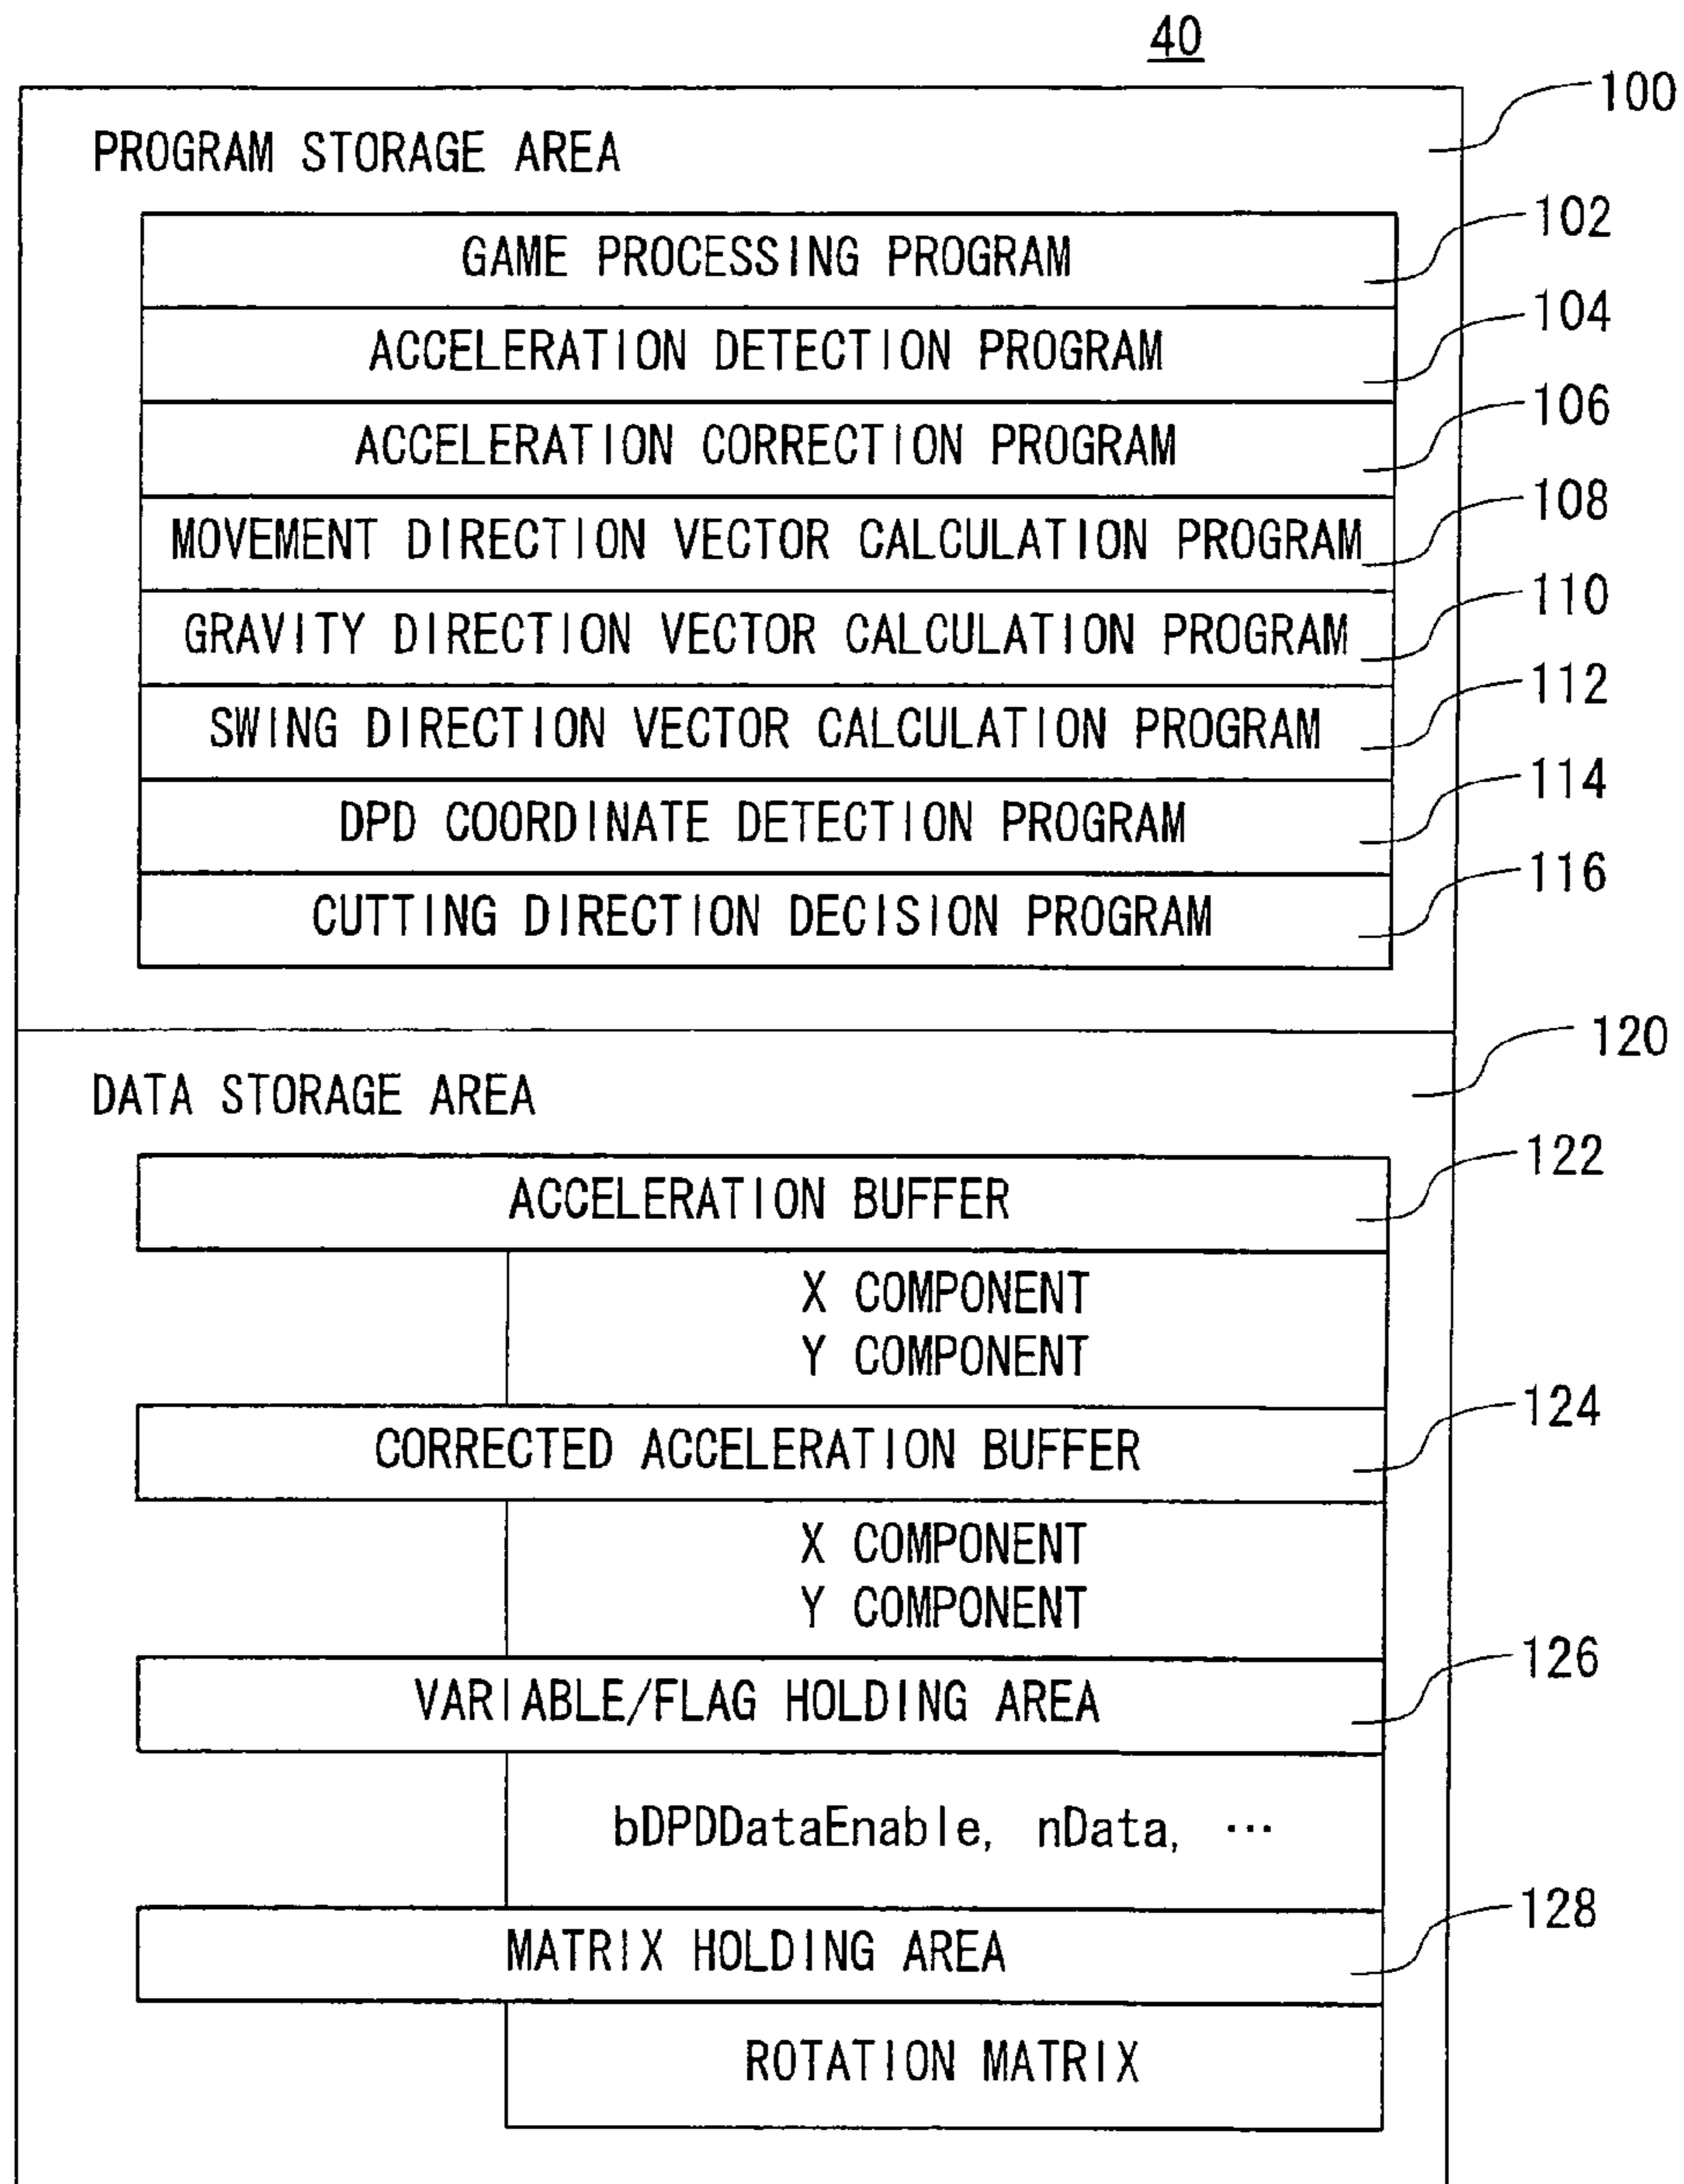 40
100
PROGRAM STORAGE AREA
102
GAME PROCESSING PROGRAM
104
ACCELERATION DETECTION PROGRAM
106
ACCELERATION CORRECTION PROGRAM
108
MOVEMENT DIRECTION VECTOR CALCULATION PROGRAM
110
GRAVITY DIRECTION VECTOR CALCULATION PROGRAM
112
SWING DIRECTION VECTOR CALCULATION PROGRAM
114
DPD COORDINATE DETECTION PROGRAM
116
CUTTING DIRECTION DECISION PROGRAM
120
DATA STORAGE AREA
122
ACCELERATION BUFFER
X COMPONENT
Y COMPONENT
124
CORRECTED ACCELERATION BUFFER
X COMPONENT
Y COMPONENT
126
VARIABLE/FLAG HOLDING AREA
bDPDDataEnable, nData, ···
128
MATRIX HOLDING AREA
ROTATION MATRIX